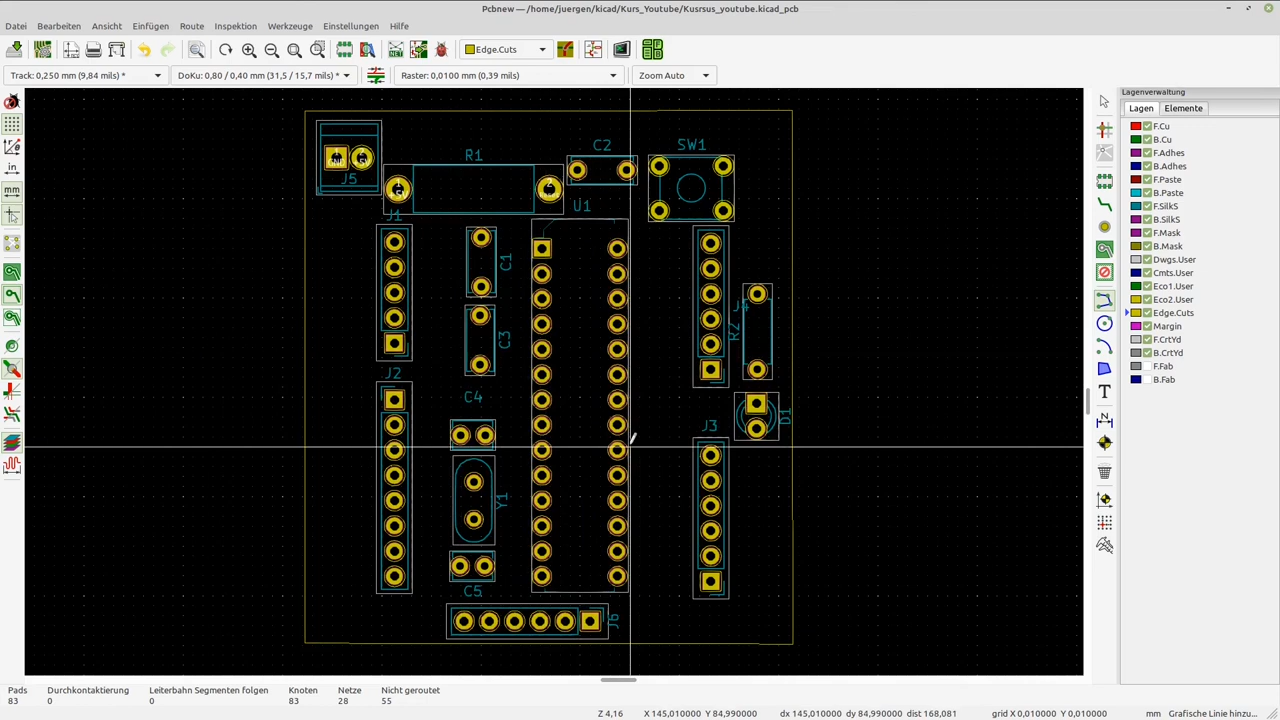 Pcbnew — /home/juergen/kicad/Kurs_Youtube/Kusrsus_youtube.kicad_pcb
Datei Bearbeiten Ansicht Einfügen Route Inspektion Werkzeuge Einstellungen Hilfe
Edge.Cuts
Track: 0,250 mm (9,84 mils) * DoKu: 0,80 / 0,40 mm (31,5 / 15,7 mils) * Raster: 0,0100 mm (0,39 mils) Zoom Auto
Lagenverwaltung
Lagen Elemente
F.Cu
B.Cu
F.Adhes
B.Adhes
F.Paste
B.Paste
F.SilkS
B.SilkS
F.Mask
B.Mask
Dwgs.User
Cmts.User
Eco1.User
Eco2.User
Edge.Cuts
Margin
F.CrtYd
B.CrtYd
F.Fab
B.Fab
in
mm
NET
T
N
J5
R1
C2
SW1
J1
U1
C1
C3
J4
R2
J2
C4
D1
J3
Y1
C5
J6
Pads Durchkontaktierung Leiterbahn Segmenten folgen Knoten Netze Nicht geroutet
83 0 0 83 28 55
Z 4,16 X 145,010000 Y 84,990000 dx 145,010000 dy 84,990000 dist 168,081 grid X 0,010000 Y 0,010000 mm Grafische Linie hinzu...